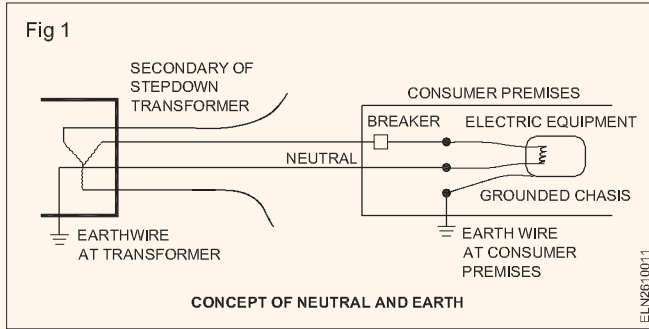 Fig 1
SECONDARY OF
STEPDOWN
TRANSFORMER
CONSUMER PREMISES
BREAKER
ELECTRIC EQUIPMENT
NEUTRAL
GROUNDED CHASIS
EARTHWIRE
AT TRANSFORMER
EARTH WIRE
AT CONSUMER
PREMISES
CONCEPT OF NEUTRAL AND EARTH
ELN2610011